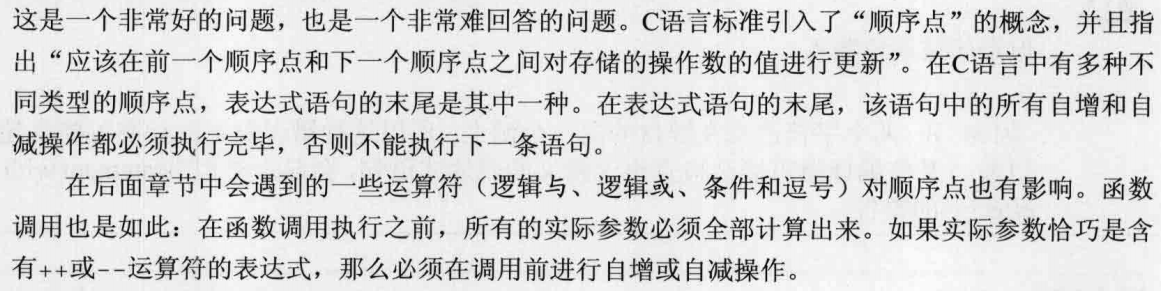 这是一个非常好的问题，也是一个非常难回答的问题。C语言标准引入了“顺序点”的概念，并且指
出“应该在前一个顺序点和下一个顺序点之间对存储的操作数的值进行更新”。在C语言中有多种不
同类型的顺序点，表达式语句的末尾是其中一种。在表达式语句的末尾，该语句中的所有自增和自
减操作都必须执行完毕，否则不能执行下一条语句。
在后面章节中会遇到的一些运算符（逻辑与、逻辑或、条件和逗号）对顺序点也有影响。函数
调用也是如此：在函数调用执行之前，所有的实际参数必须全部计算出来。如果实际参数恰巧是含
有++或--运算符的表达式，那么必须在调用前进行自增或自减操作。